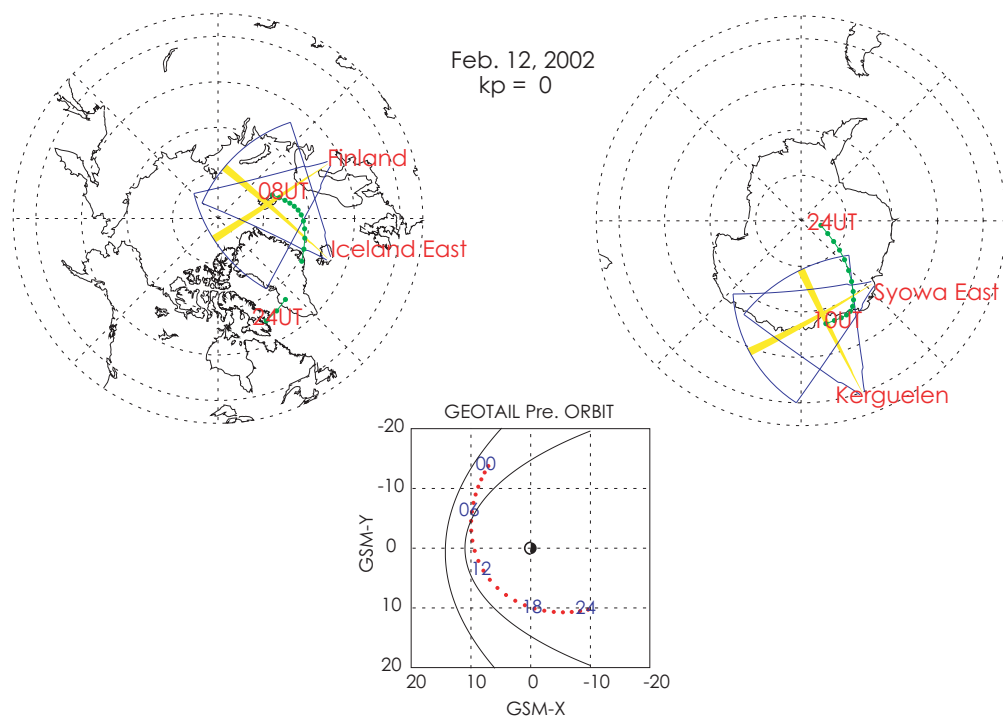 Feb. 12, 2002
kp = 0
Finland
08UT
Iceland East
24UT
24UT
Syowa East
10UT
Kerguelen
GEOTAIL Pre. ORBIT
-20
-10
0
10
20
GSM-Y
00
06
12
18
24
20
10
0
-10
-20
GSM-X